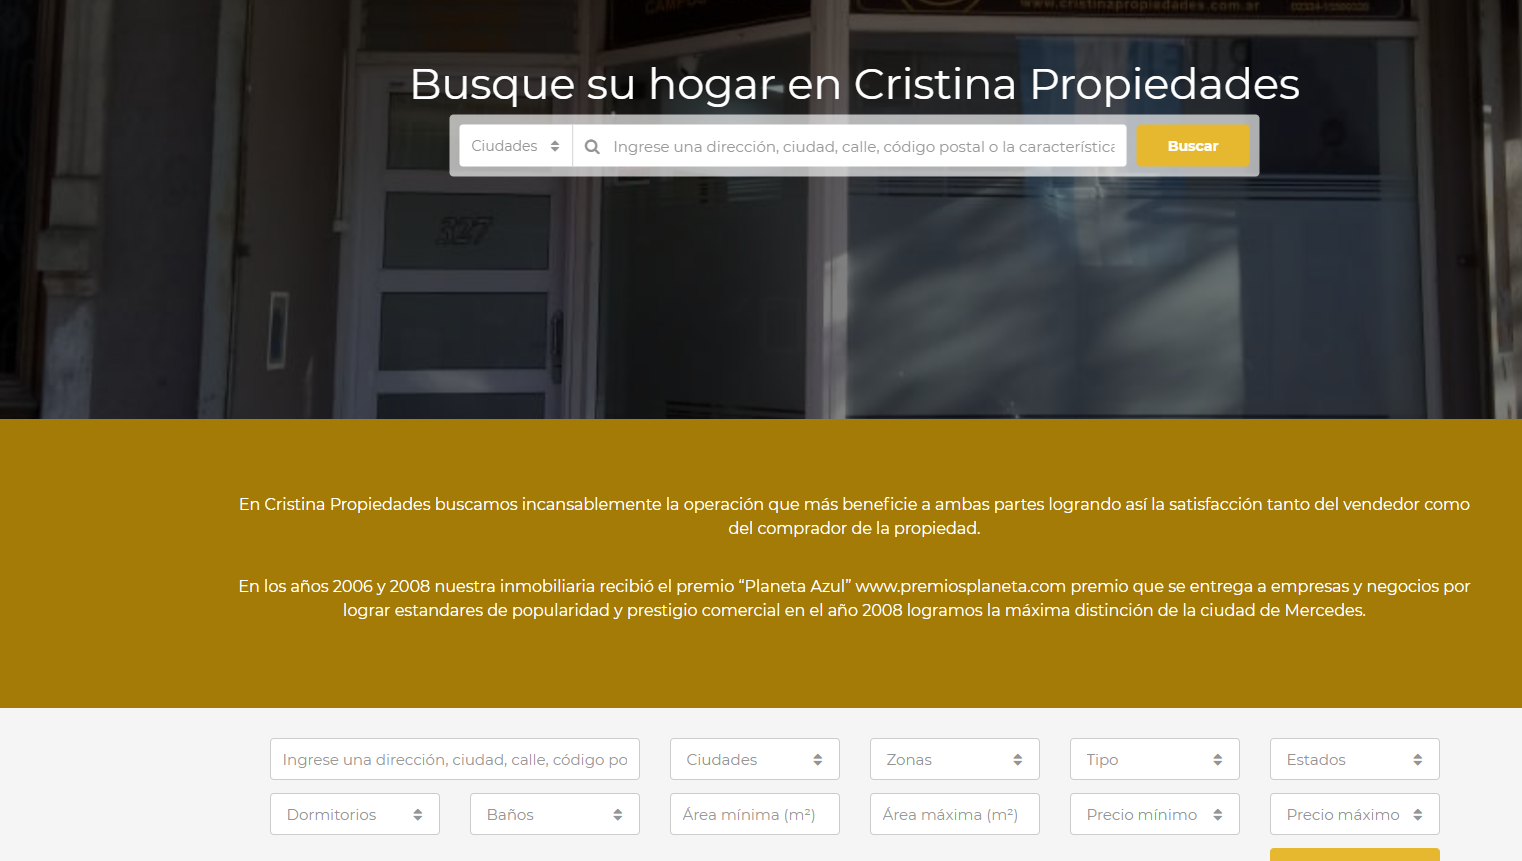 CAMPOS
www.cristinapropiedades.com.ar
Busque su hogar en Cristina Propiedades
Ciudades
Ingrese una dirección, ciudad, calle, código postal o la característica
Buscar
327
En Cristina Propiedades buscamos incansablemente la operación que más beneficie a ambas partes logrando así la satisfacción tanto del vendedor como
del comprador de la propiedad.
En los años 2006 y 2008 nuestra inmobiliaria recibió el premio “Planeta Azul” www.premiosplaneta.com premio que se entrega a empresas y negocios por
lograr estandares de popularidad y prestigio comercial en el año 2008 logramos la máxima distinción de la ciudad de Mercedes.
Ingrese una dirección, ciudad, calle, código po
Ciudades
Zonas
Tipo
Estados
Dormitorios
Baños
Área mínima (m²)
Área máxima (m²)
Precio mínimo
Precio máximo